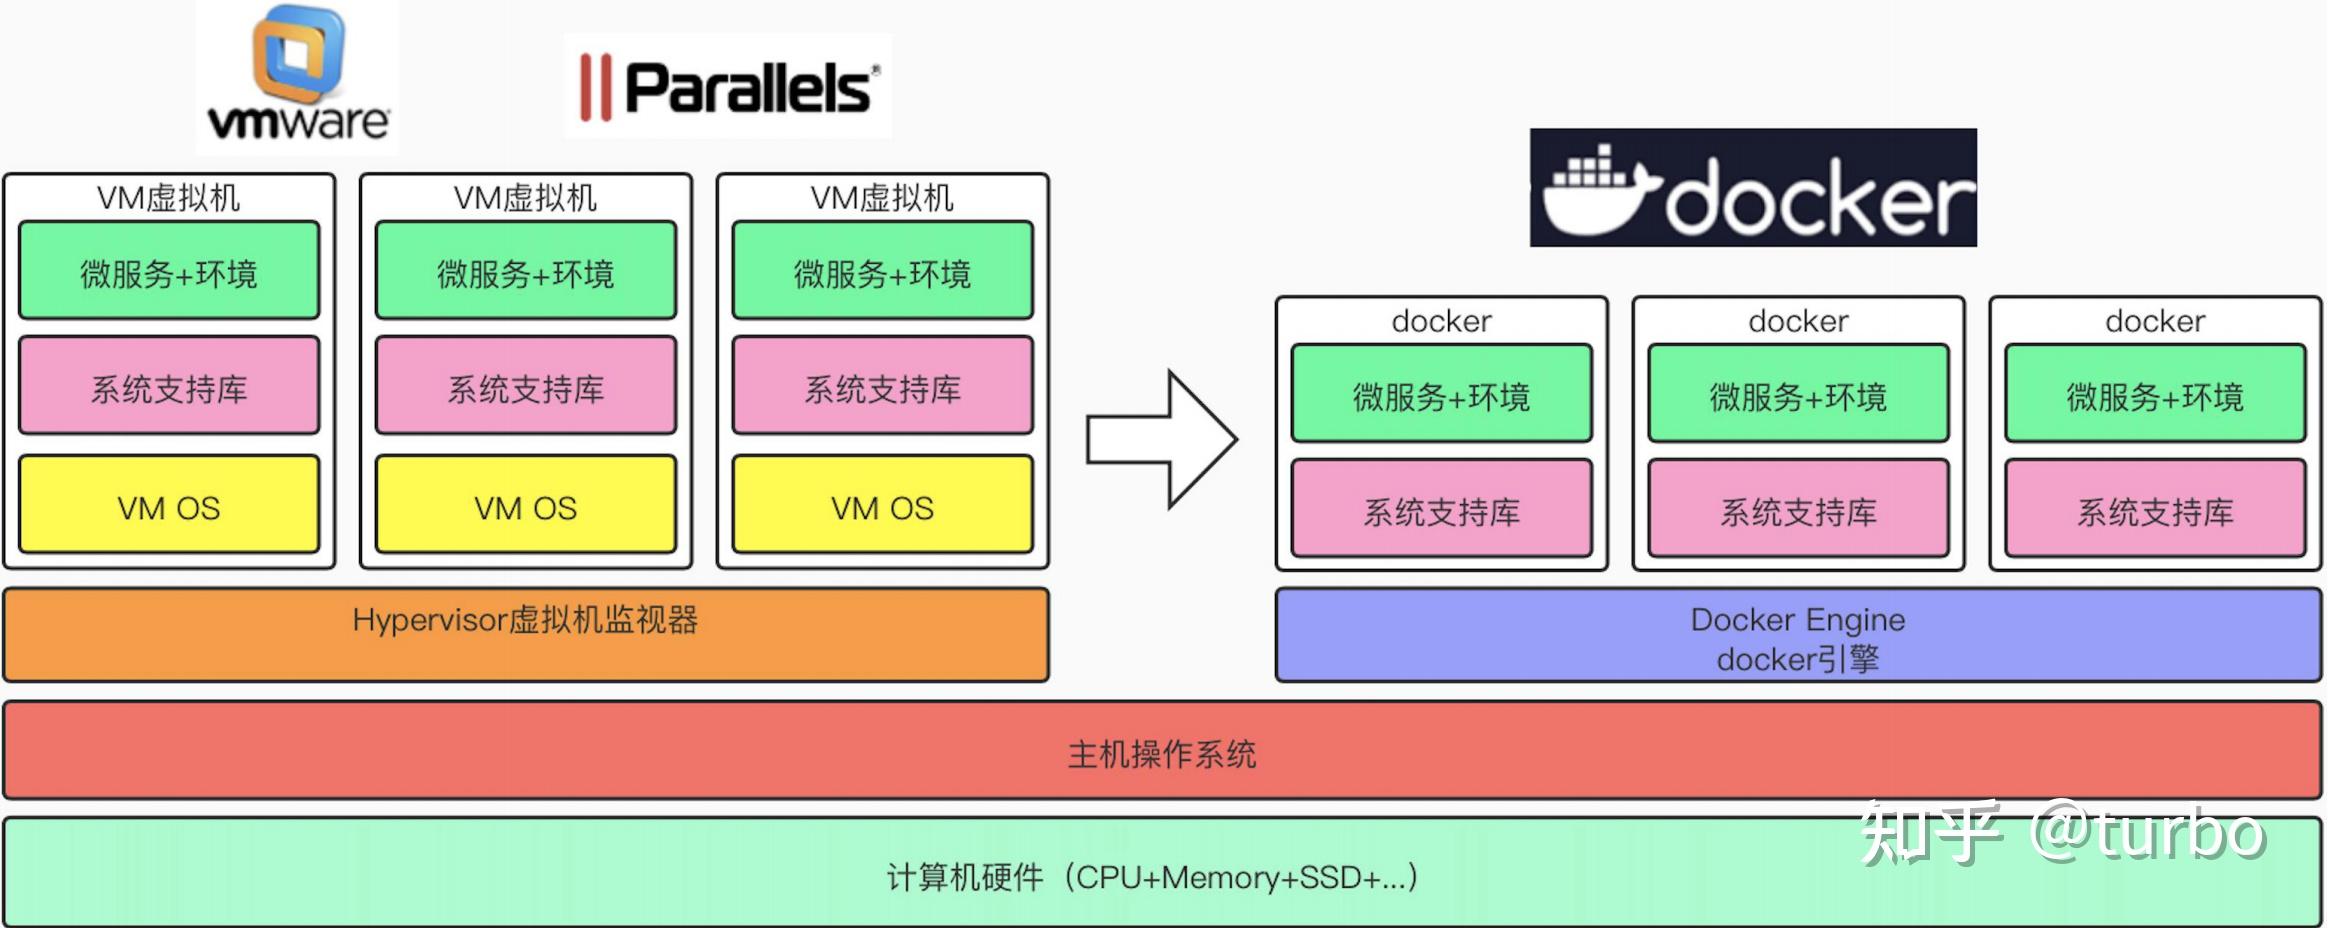 vmware
Parallels®
docker
VM虚拟机
微服务+环境
系统支持库
VM OS
VM虚拟机
微服务+环境
系统支持库
VM OS
VM虚拟机
微服务+环境
系统支持库
VM OS
docker
微服务+环境
系统支持库
docker
微服务+环境
系统支持库
docker
微服务+环境
系统支持库
Hypervisor虚拟机监视器
Docker Engine
docker引擎
主机操作系统
计算机硬件（CPU+Memory+SSD+...）
知乎 @turbo